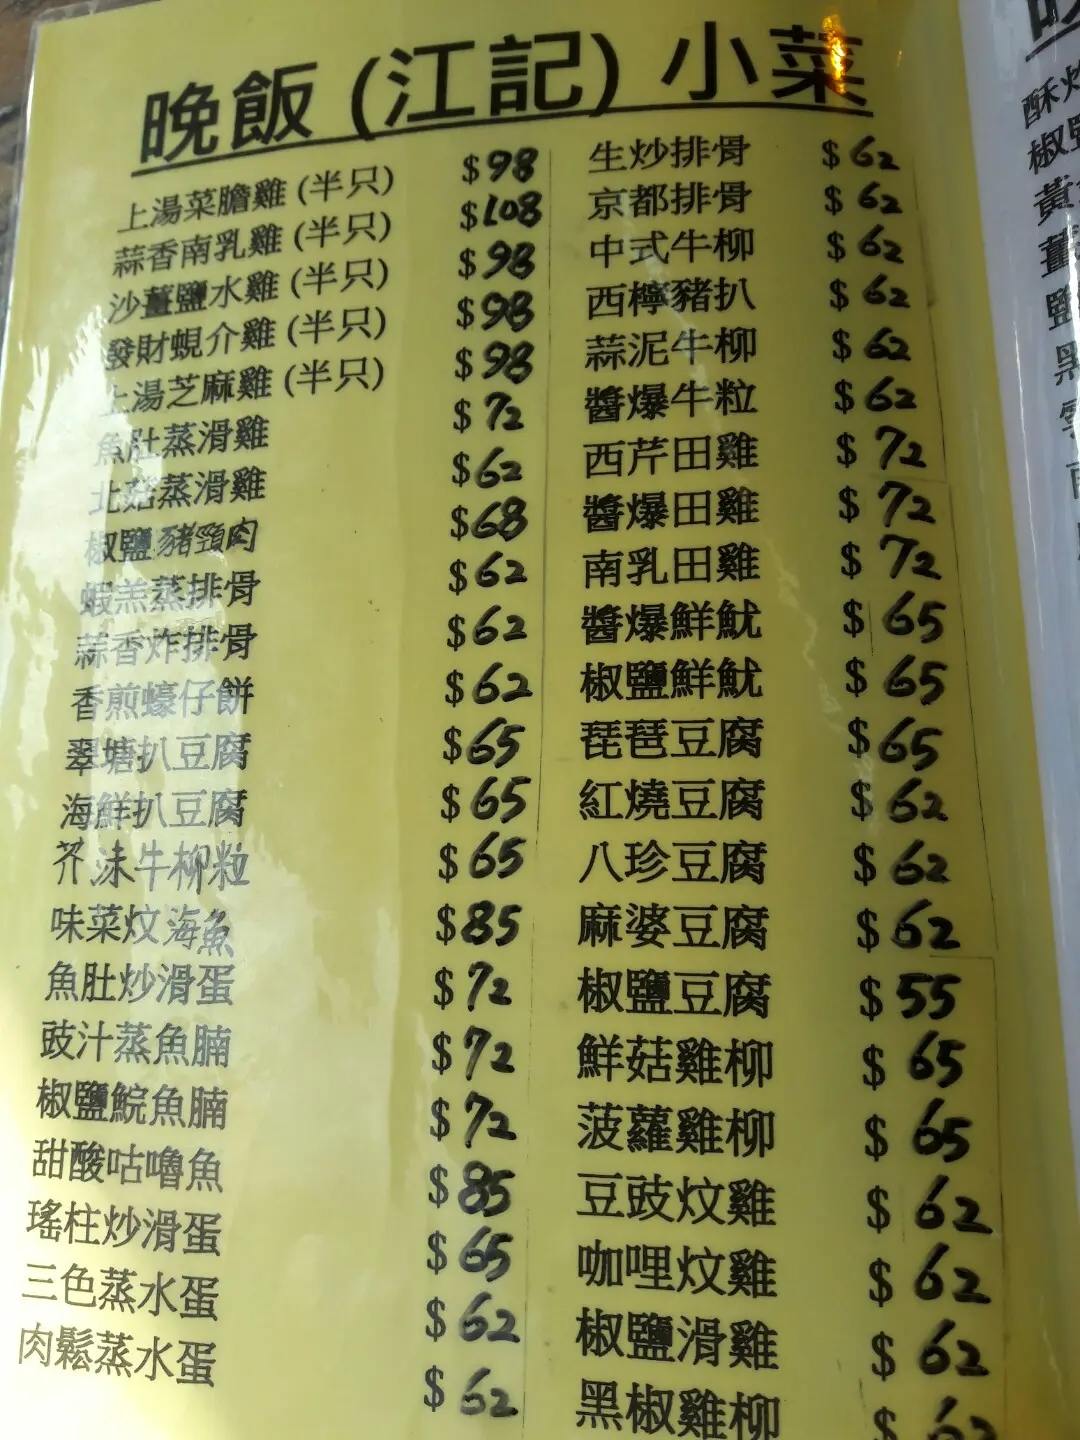 晚飯 (江記) 小菜
上湯菜膽雞 (半只) $98
蒜香南乳雞 (半只) $108
沙薑鹽水雞 (半只) $98
發財蜆介雞 (半只) $98
上湯芝麻雞 (半只) $98
魚肚蒸滑雞 $72
北菇蒸滑雞 $62
椒鹽豬頸肉 $68
蝦羔蒸排骨 $62
蒜香炸排骨 $62
香煎蠔仔餅 $62
翠塘扒豆腐 $65
海鮮扒豆腐 $65
芥沬牛柳粒 $65
味菜炆海魚 $85
魚肚炒滑蛋 $72
豉汁蒸魚腩 $72
椒鹽鯇魚腩 $72
甜酸咕嚕魚 $85
瑤柱炒滑蛋 $65
三色蒸水蛋 $62
肉鬆蒸水蛋 $62
生炒排骨 $62
京都排骨 $62
中式牛柳 $62
西檸豬扒 $62
蒜泥牛柳 $62
醬爆牛粒 $62
西芹田雞 $72
醬爆田雞 $72
南乳田雞 $72
醬爆鮮魷 $65
椒鹽鮮魷 $65
琵琶豆腐 $65
紅燒豆腐 $62
八珍豆腐 $62
麻婆豆腐 $62
椒鹽豆腐 $55
鮮菇雞柳 $65
菠蘿雞柳 $65
豆豉炆雞 $62
咖哩炆雞 $62
椒鹽滑雞 $62
黑椒雞柳 $62
酥炸
椒
黃